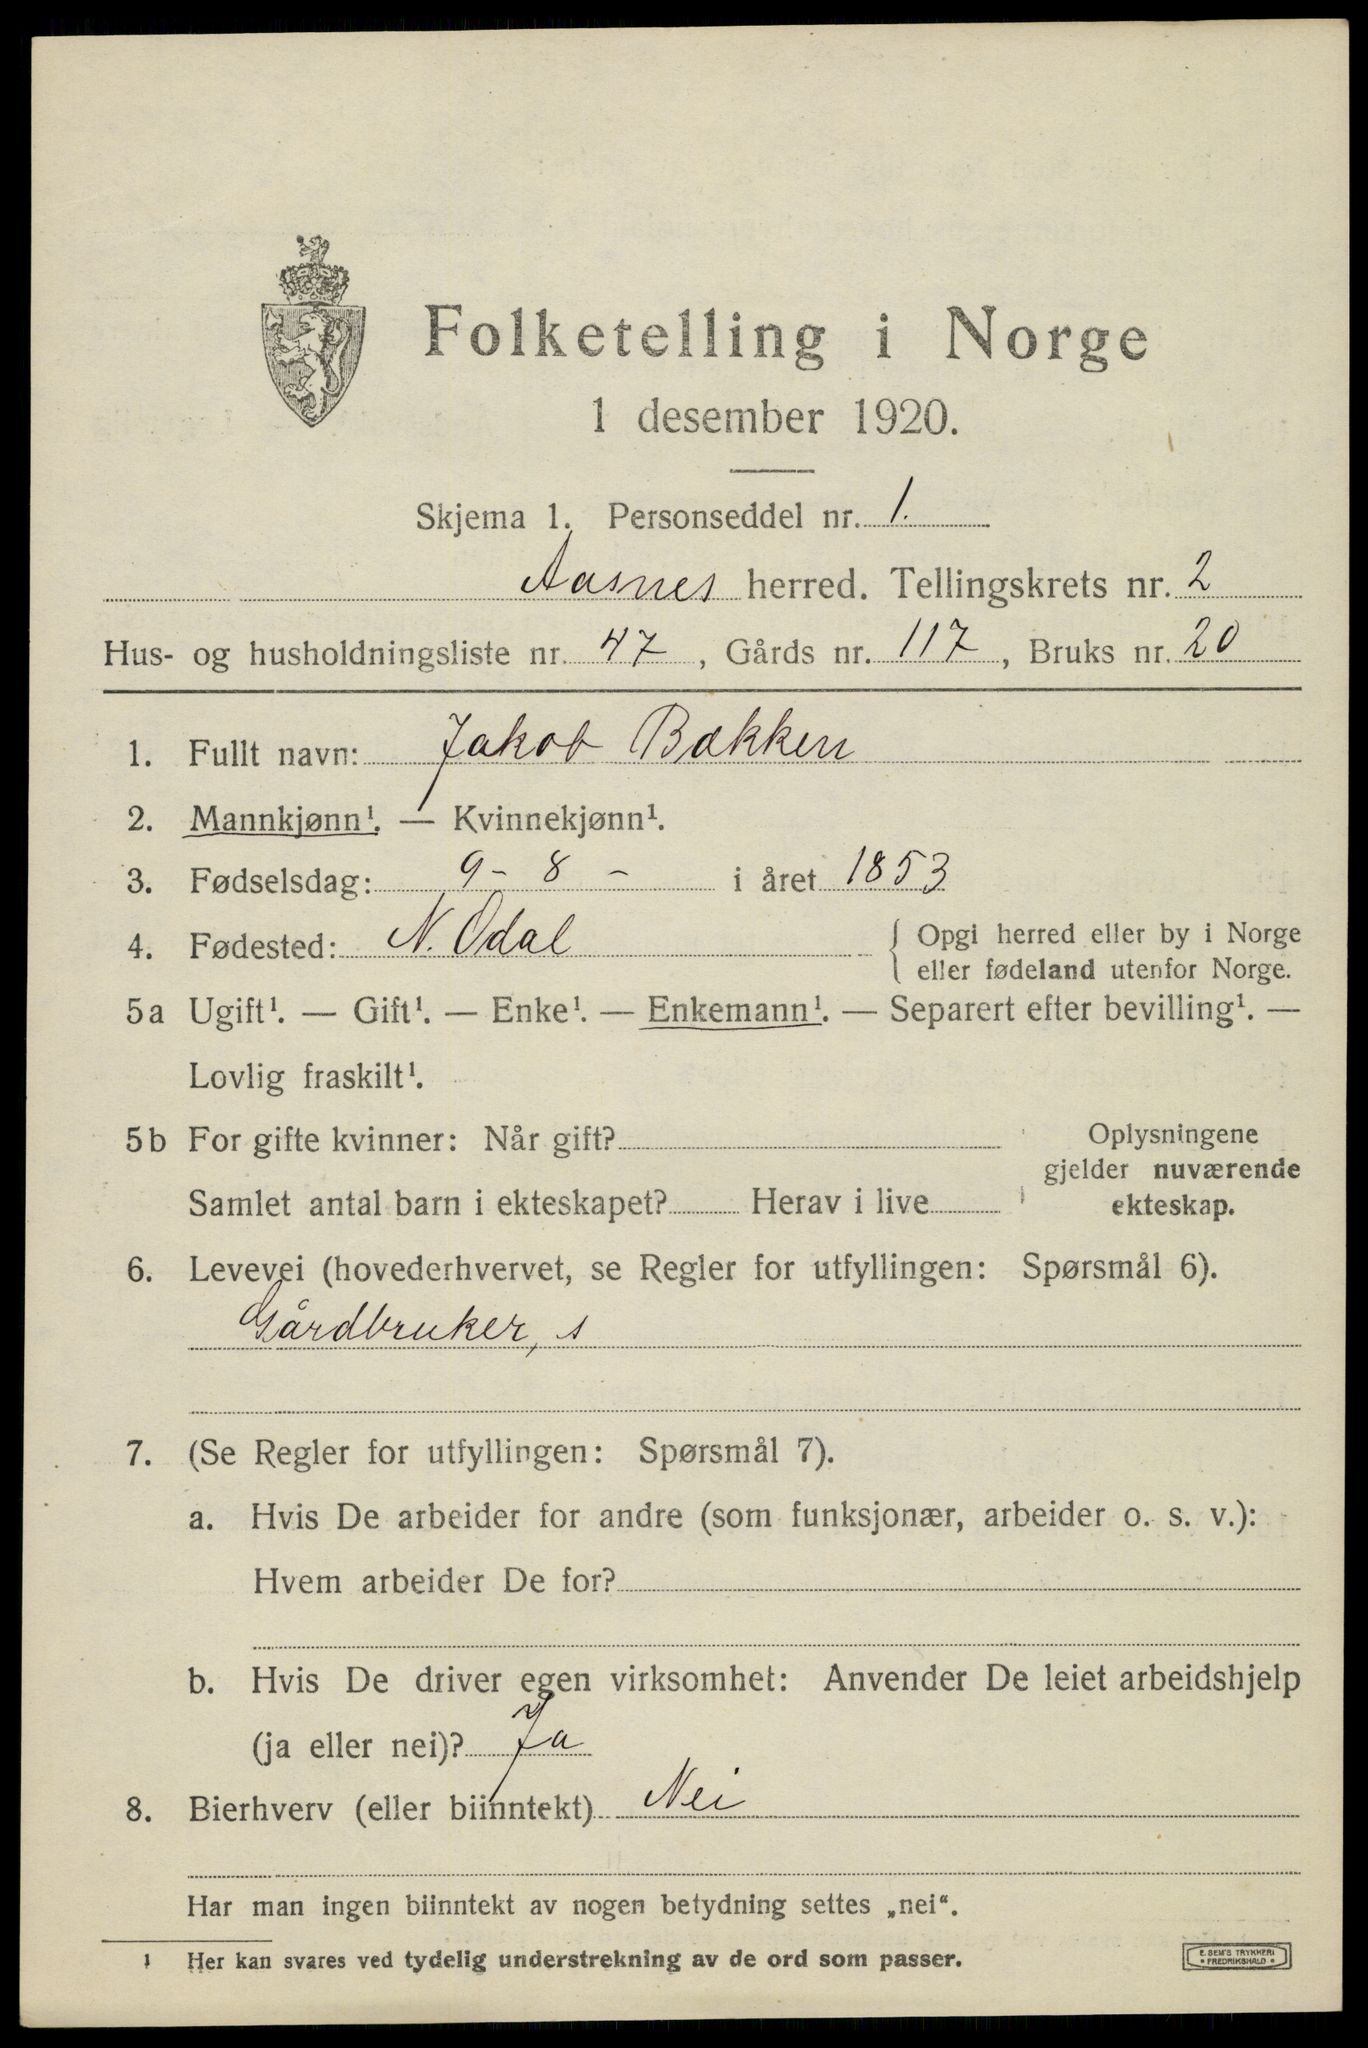 Folketelling i Norge
1 desember 1920.
Skjema 1. Personseddel nr. 1.
Aasnes herred. Tellingskrets nr. 2
Hus- og husholdningsliste nr. 47, Gårds nr. 117, Bruks nr. 20
1. Fullt navn: Jakob Bækken
2. Mannkjønn¹. — Kvinnekjønn¹.
3. Fødselsdag: 9 - 8 - i året 1853
4. Fødested: N. Odal { Opgi herred eller by i Norge
eller fødeland utenfor Norge.
5a Ugift¹. — Gift¹. — Enke¹. — Enkemann¹. — Separert efter bevilling¹. —
Lovlig fraskilt¹.
5b For gifte kvinner: Når gift?
Samlet antal barn i ekteskapet? Herav i live
Oplysningene
gjelder nuværende
ekteskap.
6. Levevei (hovederhvervet, se Regler for utfyllingen: Spørsmål 6).
Gårdbruker, s
7. (Se Regler for utfyllingen: Spørsmål 7).
a. Hvis De arbeider for andre (som funksjonær, arbeider o. s. v.):
Hvem arbeider De for?
b. Hvis De driver egen virksomhet: Anvender De leiet arbeidshjelp
(ja eller nei)? Ja
8. Bierhverv (eller biinntekt) Nei
Har man ingen biinntekt av nogen betydning settes „nei“.
1 Her kan svares ved tydelig understrekning av de ord som passer.
E. SEM'S TRYKKERI
• FREDRIKSHALD •